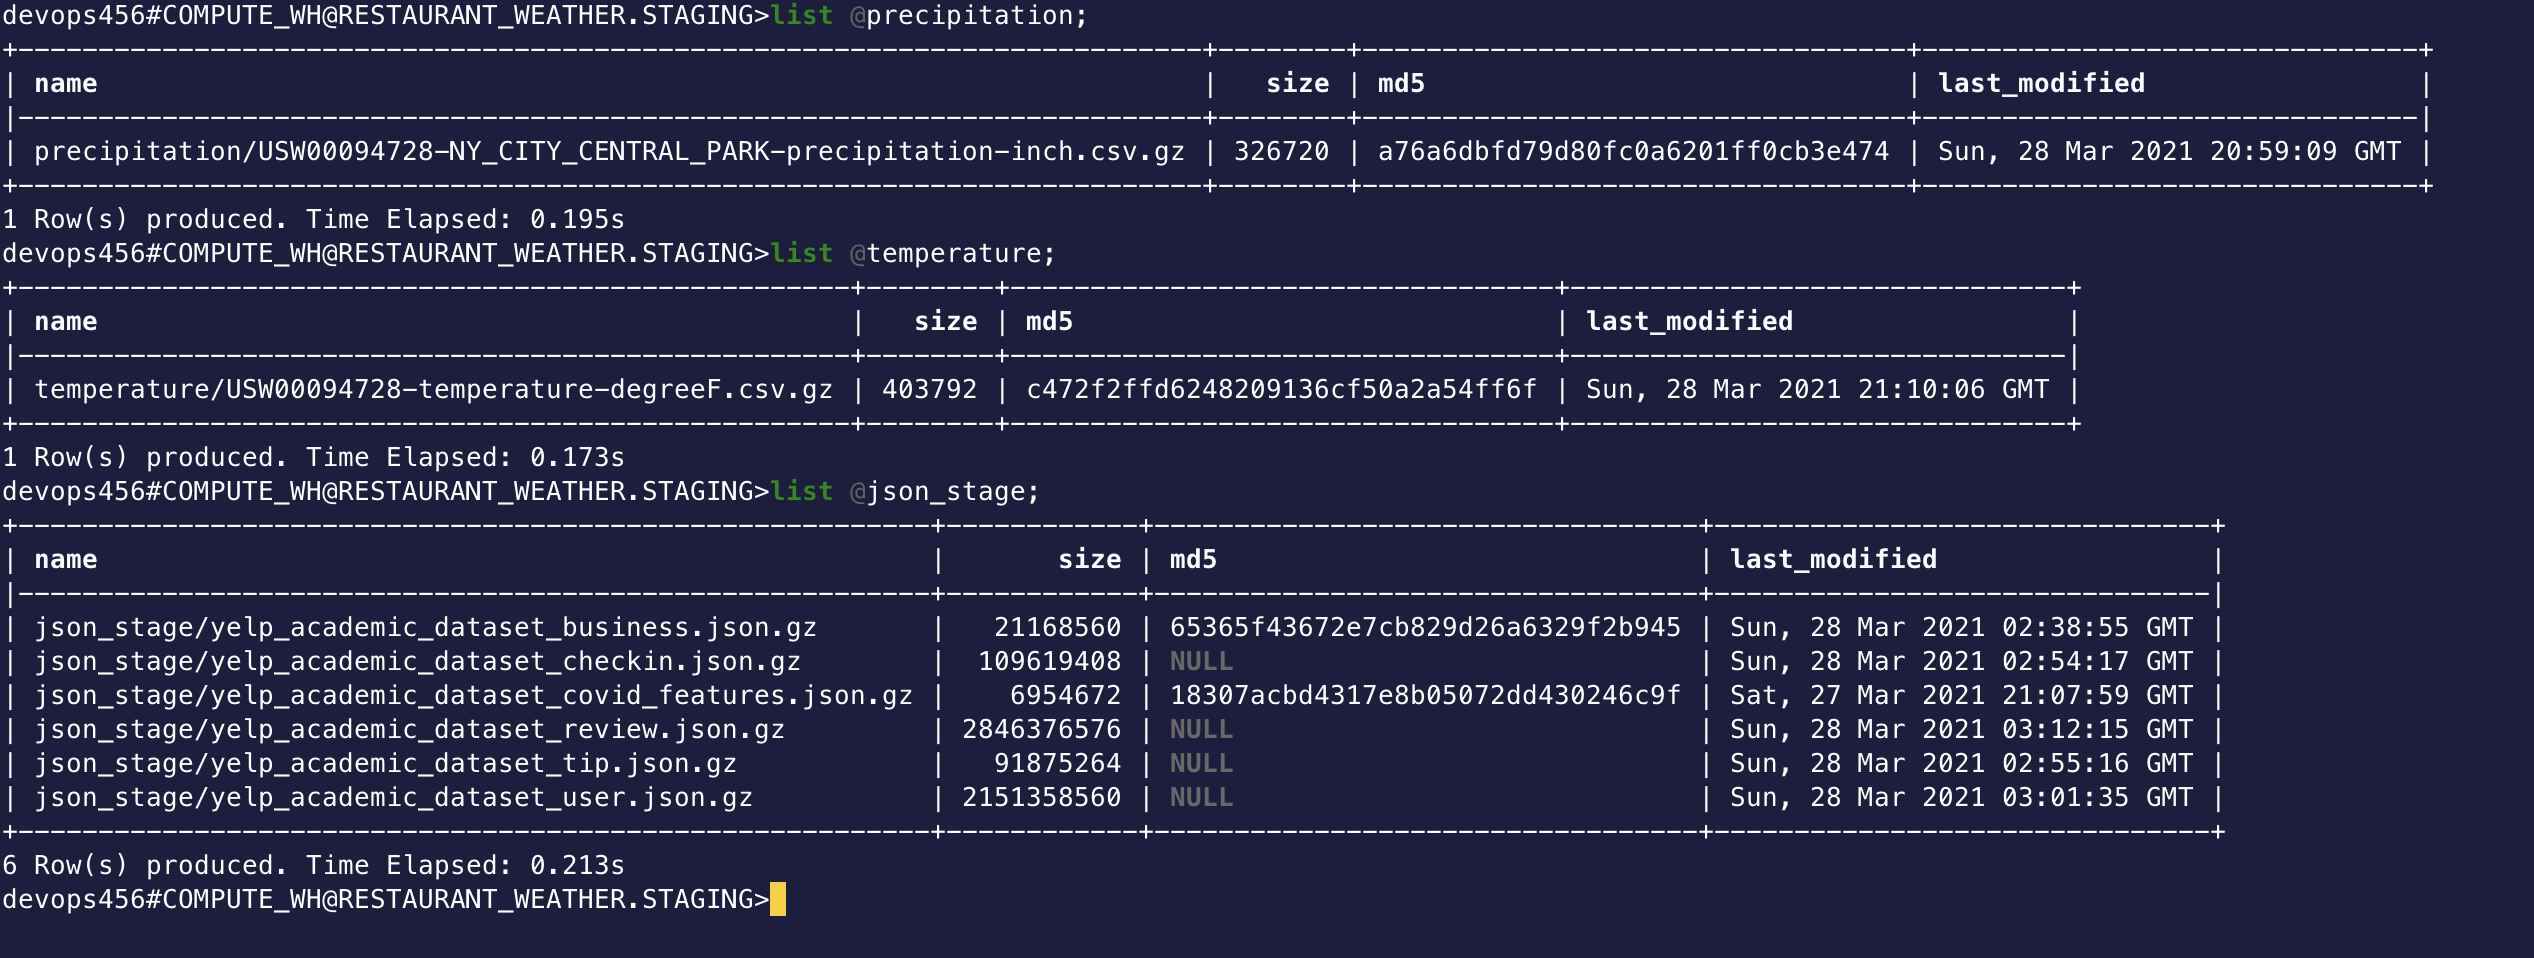 devops456#COMPUTE_WH@RESTAURANT_WEATHER.STAGING>list @precipitation;
+--------------------------------------------------------------------------+--------+----------------------------------+-------------------------------+
| name | size | md5 | last_modified |
|--------------------------------------------------------------------------+--------+----------------------------------+-------------------------------|
| precipitation/USW00094728-NY_CITY_CENTRAL_PARK-precipitation-inch.csv.gz | 326720 | a76a6dbfd79d80fc0a6201ff0cb3e474 | Sun, 28 Mar 2021 20:59:09 GMT |
+--------------------------------------------------------------------------+--------+----------------------------------+-------------------------------+
1 Row(s) produced. Time Elapsed: 0.195s
devops456#COMPUTE_WH@RESTAURANT_WEATHER.STAGING>list @temperature;
+----------------------------------------------------+--------+----------------------------------+-------------------------------+
| name | size | md5 | last_modified |
|----------------------------------------------------+--------+----------------------------------+-------------------------------|
| temperature/USW00094728-temperature-degreeF.csv.gz | 403792 | c472f2ffd6248209136cf50a2a54ff6f | Sun, 28 Mar 2021 21:10:06 GMT |
+----------------------------------------------------+--------+----------------------------------+-------------------------------+
1 Row(s) produced. Time Elapsed: 0.173s
devops456#COMPUTE_WH@RESTAURANT_WEATHER.STAGING>list @json_stage;
+---------------------------------------------------------+------------+----------------------------------+-------------------------------+
| name | size | md5 | last_modified |
|---------------------------------------------------------+------------+----------------------------------+-------------------------------|
| json_stage/yelp_academic_dataset_business.json.gz | 21168560 | 65365f43672e7cb829d26a6329f2b945 | Sun, 28 Mar 2021 02:38:55 GMT |
| json_stage/yelp_academic_dataset_checkin.json.gz | 109619408 | NULL | Sun, 28 Mar 2021 02:54:17 GMT |
| json_stage/yelp_academic_dataset_covid_features.json.gz | 6954672 | 18307acbd4317e8b05072dd430246c9f | Sat, 27 Mar 2021 21:07:59 GMT |
| json_stage/yelp_academic_dataset_review.json.gz | 2846376576 | NULL | Sun, 28 Mar 2021 03:12:15 GMT |
| json_stage/yelp_academic_dataset_tip.json.gz | 91875264 | NULL | Sun, 28 Mar 2021 02:55:16 GMT |
| json_stage/yelp_academic_dataset_user.json.gz | 2151358560 | NULL | Sun, 28 Mar 2021 03:01:35 GMT |
+---------------------------------------------------------+------------+----------------------------------+-------------------------------+
6 Row(s) produced. Time Elapsed: 0.213s
devops456#COMPUTE_WH@RESTAURANT_WEATHER.STAGING>